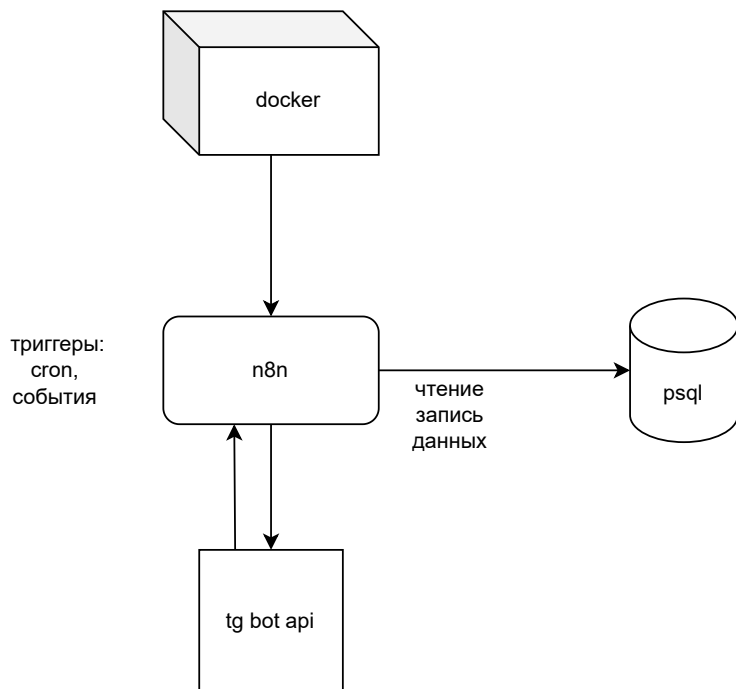 docker
триггеры:
cron,
события
n8n
чтение
запись
данных
psql
tg bot api